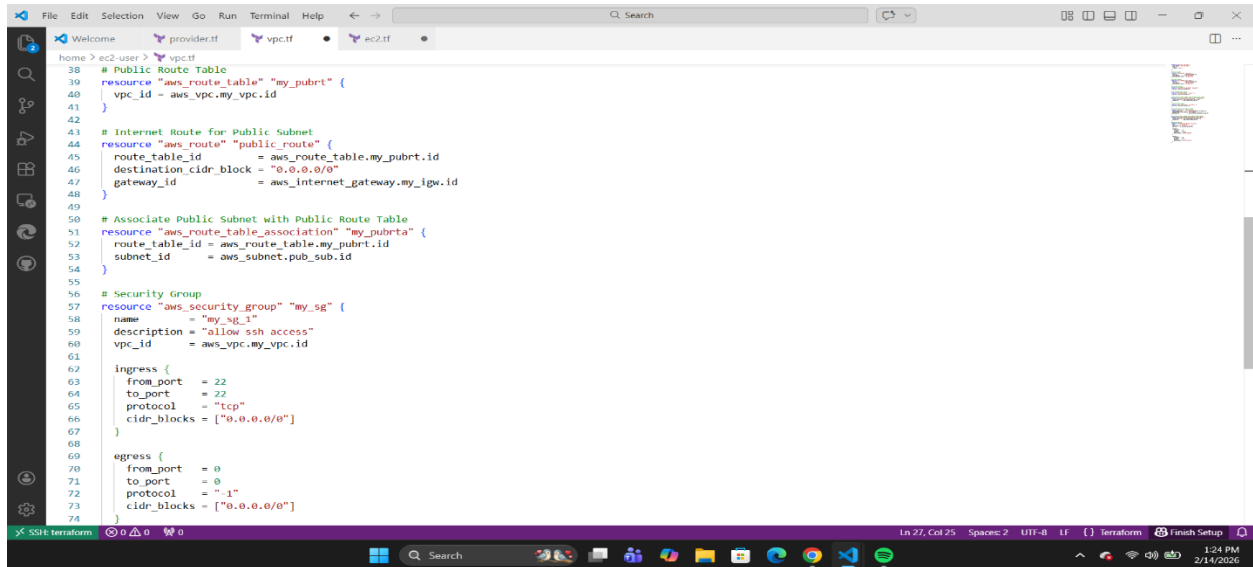 File Edit Selection View Go Run Terminal Help
Search
Welcome
provider.tf
vpc.tf
ec2.tf
home > ec2-user > vpc.tf
38 # Public Route Table
39 resource "aws_route_table" "my_pubrt" {
40 vpc_id = aws_vpc.my_vpc.id
41 }
42
43 # Internet Route for Public Subnet
44 resource "aws_route" "public_route" {
45 route_table_id = aws_route_table.my_pubrt.id
46 destination_cidr_block = "0.0.0.0/0"
47 gateway_id = aws_internet_gateway.my_igw.id
48 }
49
50 # Associate Public Subnet with Public Route Table
51 resource "aws_route_table_association" "my_pubrta" {
52 route_table_id = aws_route_table.my_pubrt.id
53 subnet_id = aws_subnet.pub_sub.id
54 }
55
56 # Security Group
57 resource "aws_security_group" "my_sg" {
58 name = "my_sg_1"
59 description = "allow ssh access"
60 vpc_id = aws_vpc.my_vpc.id
61
62 ingress {
63 from_port = 22
64 to_port = 22
65 protocol = "tcp"
66 cidr_blocks = ["0.0.0.0/0"]
67 }
68
69 egress {
70 from_port = 0
71 to_port = 0
72 protocol = "-1"
73 cidr_blocks = ["0.0.0.0/0"]
74 }
SSH: terraform 0 0 0 Ln 27, Col 25 Spaces: 2 UTF-8 LF {} Terraform Finish Setup
Search
1:24 PM
2/14/2026